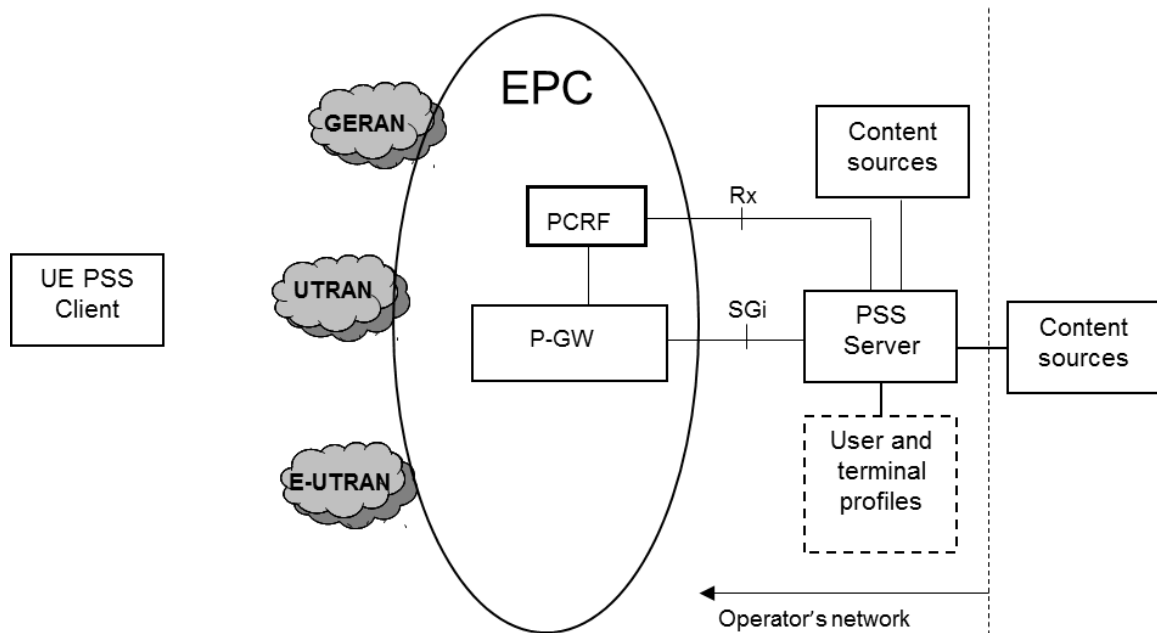 EPC
GERAN
Content
sources
Rx
PCRF
UE PSS
Client
UTRAN
SGi
P-GW
PSS
Server
Content
sources
User and
terminal
profiles
E-UTRAN
Operator's network